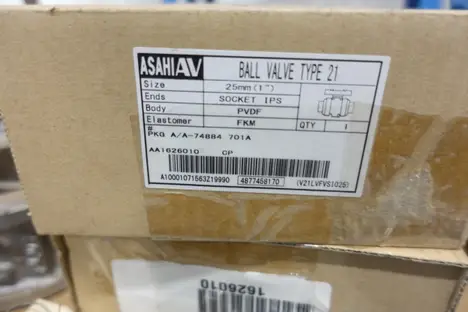 ASAHI AV BALL VALVE TYPE 21
Size 25mm(1")
Ends SOCKET IPS
Body PVDF
Elastomer FKM QTY 1
#
PKG A/A-74884 701A
AA1626010 CP
A10001071563Z19990 4877468170 (V21LVFVS1025)
1626010